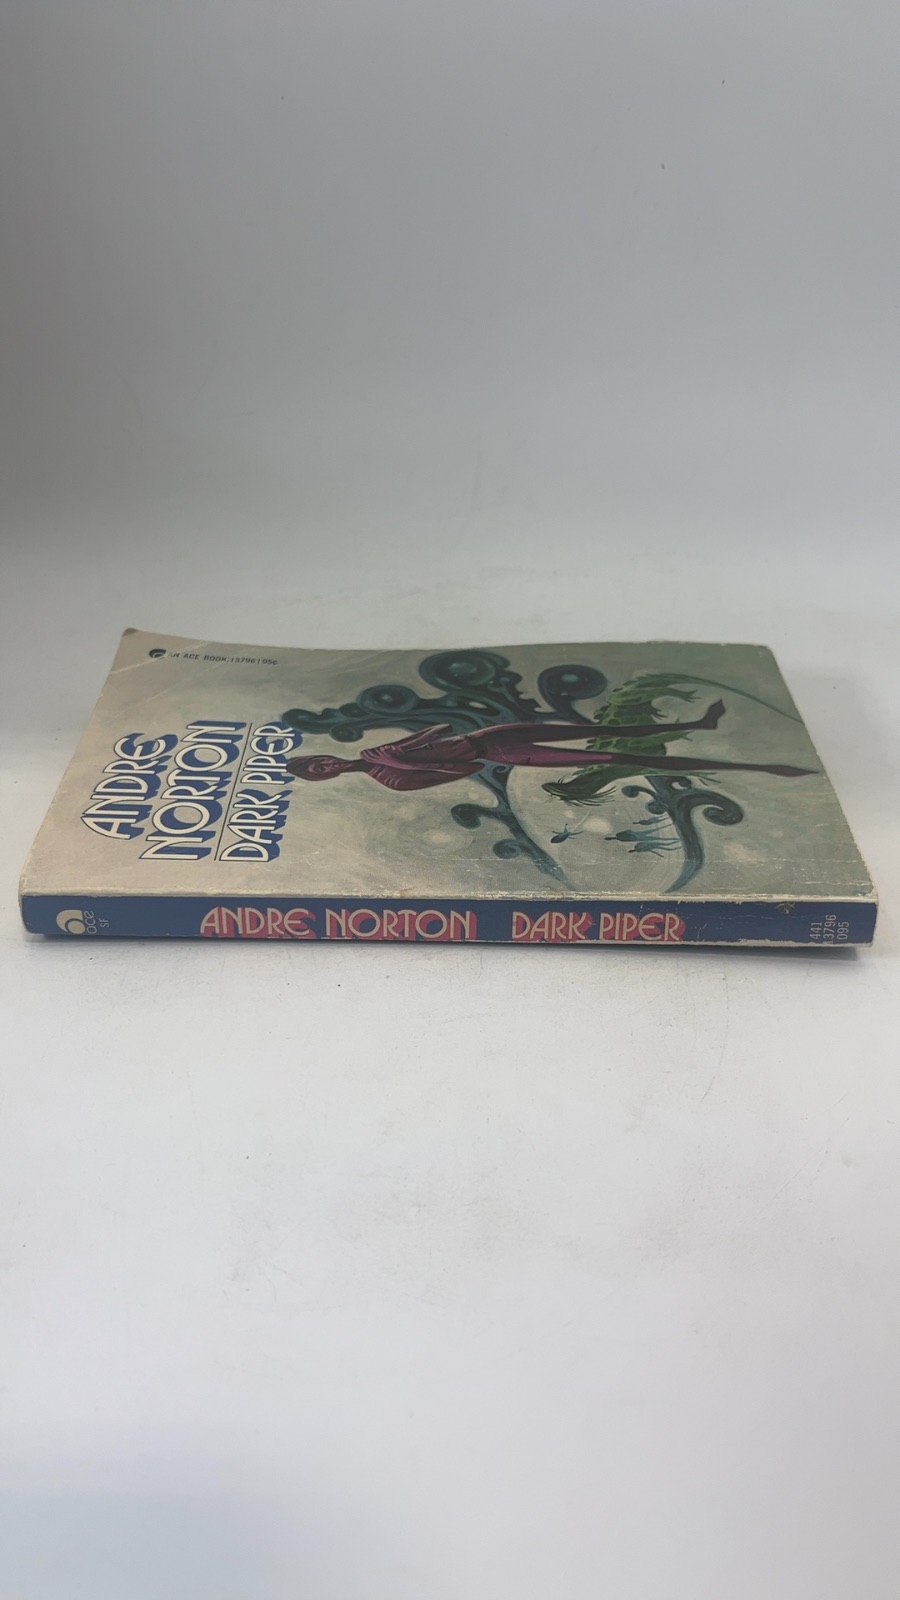 AN ACE BOOK 13796 | 95¢
ANDRE
NORTON
DARK PIPER
ace
SF
ANDRE NORTON DARK PIPER
441
13796
095